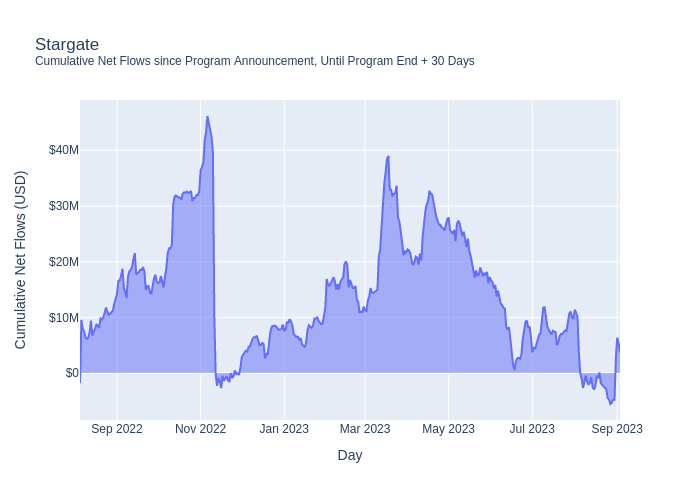 Stargate
Cumulative Net Flows since Program Announcement, Until Program End + 30 Days
Cumulative Net Flows (USD)
$40M
$30M
$20M
$10M
$0
Sep 2022
Nov 2022
Jan 2023
Mar 2023
May 2023
Jul 2023
Sep 2023
Day